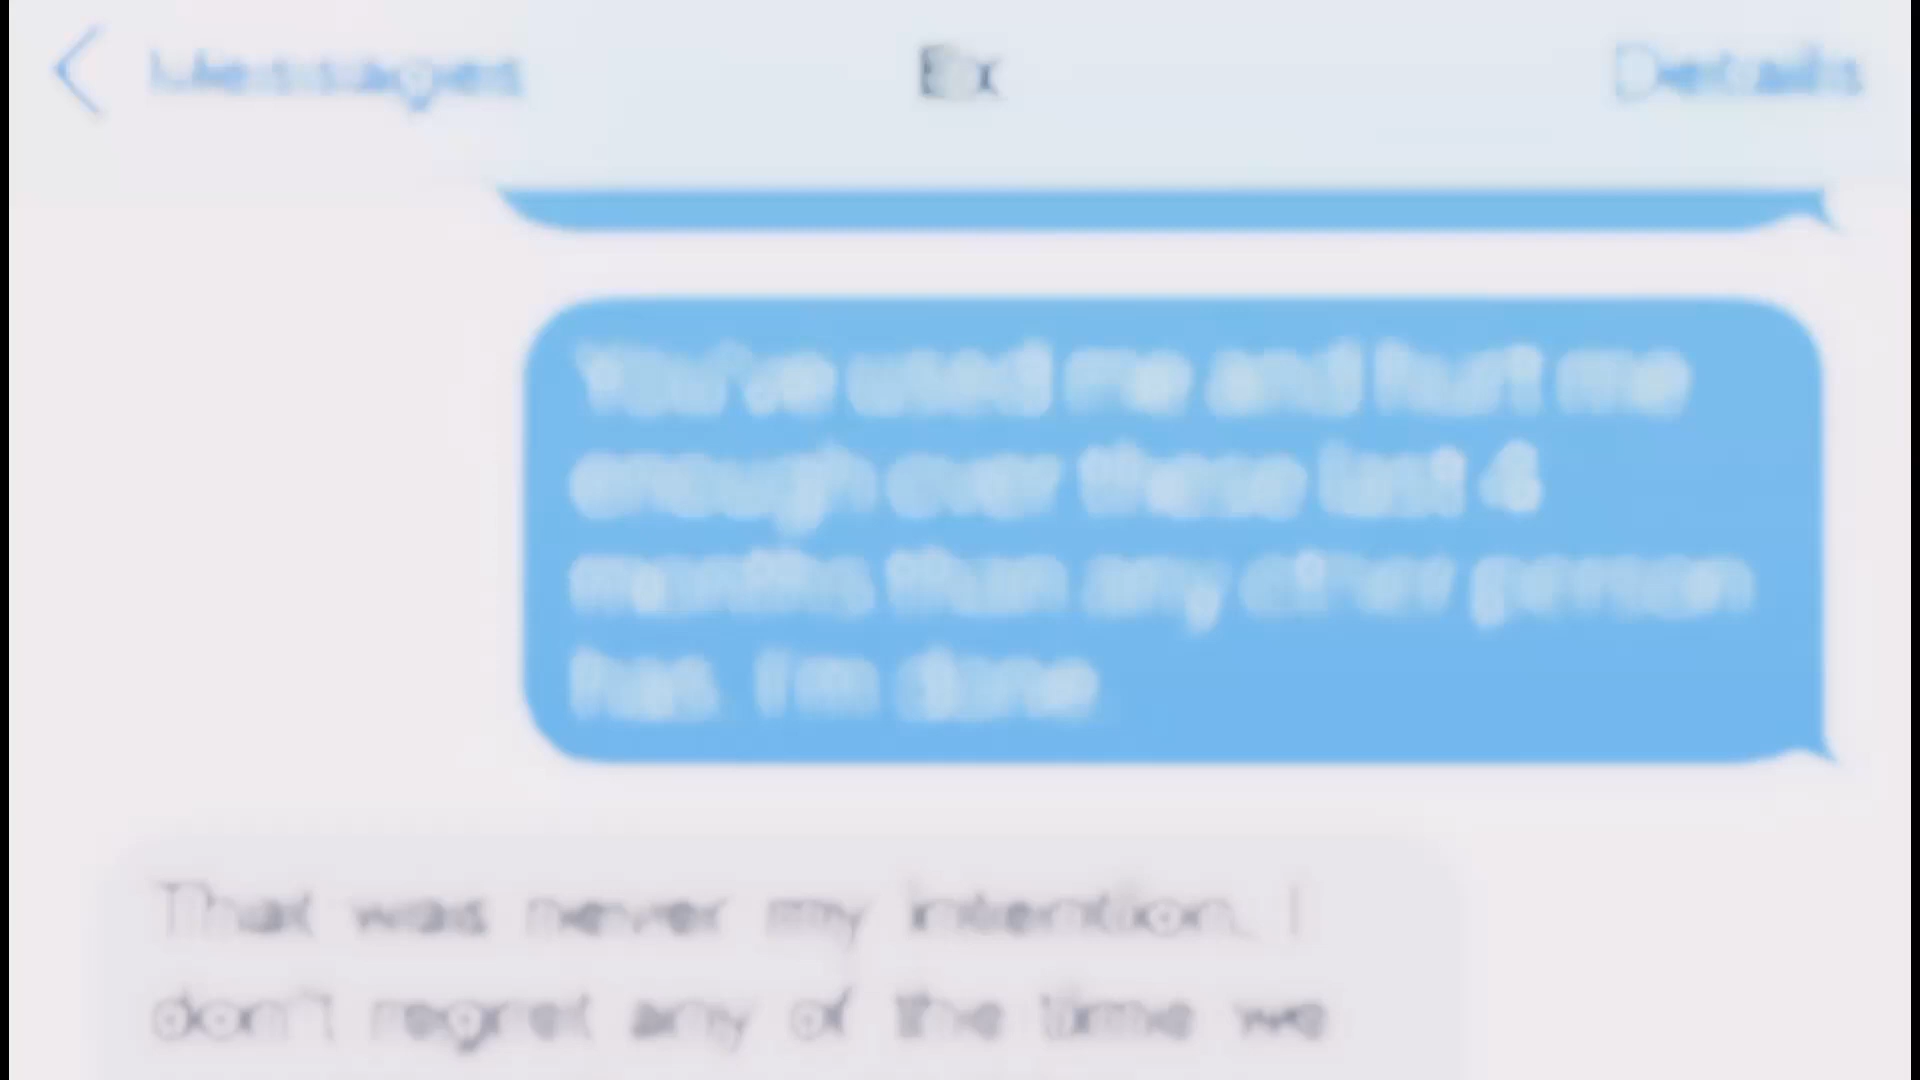 Messages
Ex
Details
You've used me and hurt me
enough over these last
months than any other person
has. I'm done
That was never my intention. I
don't regret any of the time we